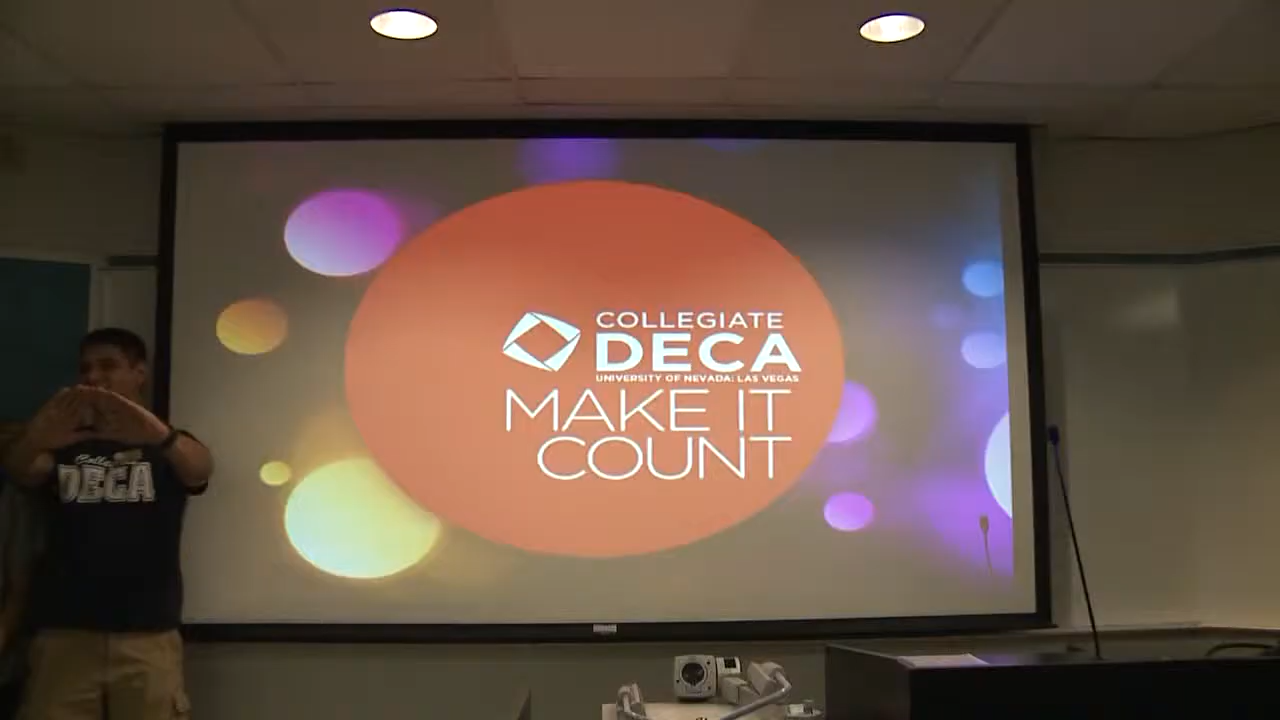 COLLEGIATE
DECA
UNIVERSITY OF NEVADA: LAS VEGAS
MAKE IT
COUNT
DECA